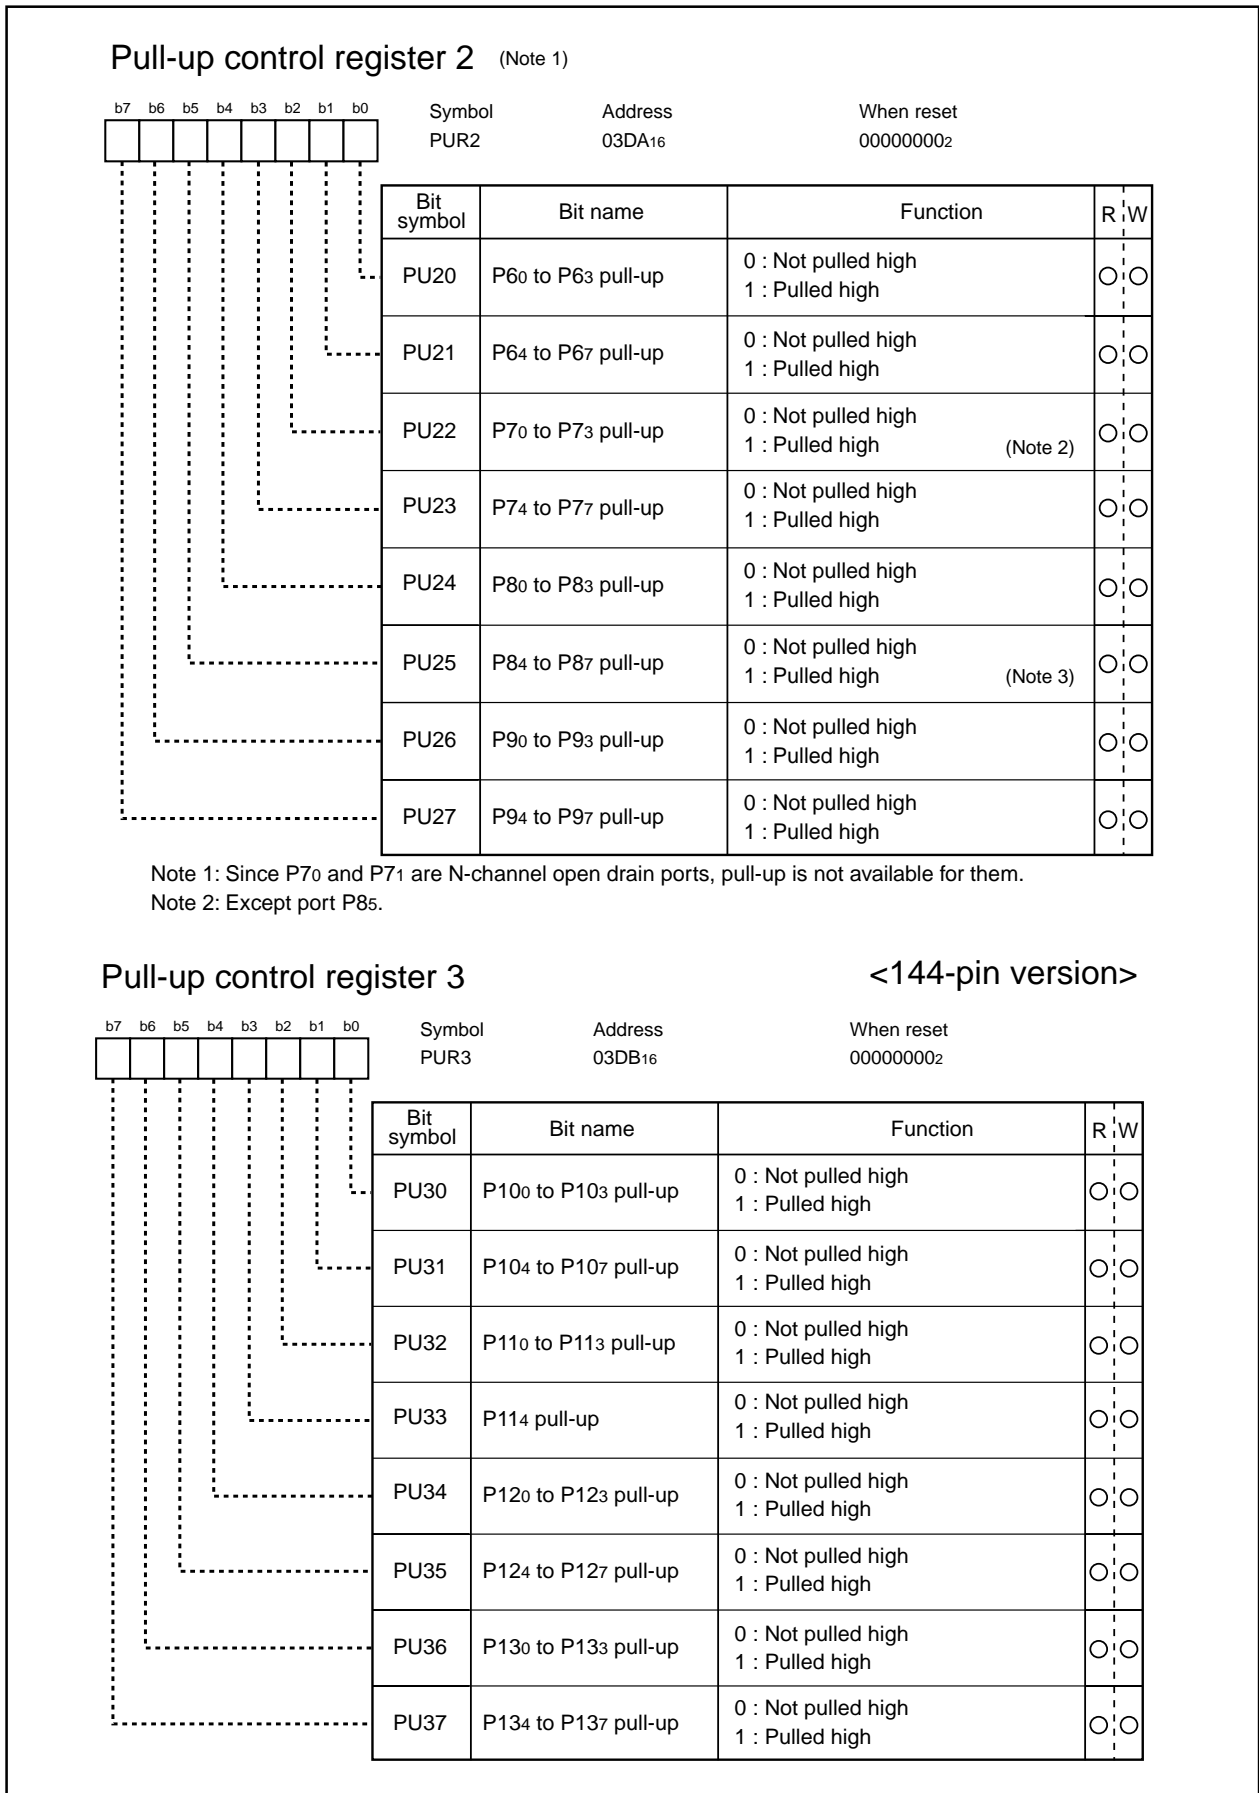 Pull-up control register 2 (Note 1)
b7 b6 b5 b4 b3 b2 b1 b0
Symbol Address When reset
PUR2 03DA16 000000002
Bit symbol Bit name Function R W
PU20 P60 to P63 pull-up 0 : Not pulled high
1 : Pulled high
PU21 P64 to P67 pull-up 0 : Not pulled high
1 : Pulled high
PU22 P70 to P73 pull-up 0 : Not pulled high
1 : Pulled high (Note 2)
PU23 P74 to P77 pull-up 0 : Not pulled high
1 : Pulled high
PU24 P80 to P83 pull-up 0 : Not pulled high
1 : Pulled high
PU25 P84 to P87 pull-up 0 : Not pulled high
1 : Pulled high (Note 3)
PU26 P90 to P93 pull-up 0 : Not pulled high
1 : Pulled high
PU27 P94 to P97 pull-up 0 : Not pulled high
1 : Pulled high
Note 1: Since P70 and P71 are N-channel open drain ports, pull-up is not available for them.
Note 2: Except port P85.
Pull-up control register 3 <144-pin version>
b7 b6 b5 b4 b3 b2 b1 b0
Symbol Address When reset
PUR3 03DB16 000000002
Bit symbol Bit name Function R W
PU30 P100 to P103 pull-up 0 : Not pulled high
1 : Pulled high
PU31 P104 to P107 pull-up 0 : Not pulled high
1 : Pulled high
PU32 P110 to P113 pull-up 0 : Not pulled high
1 : Pulled high
PU33 P114 pull-up 0 : Not pulled high
1 : Pulled high
PU34 P120 to P123 pull-up 0 : Not pulled high
1 : Pulled high
PU35 P124 to P127 pull-up 0 : Not pulled high
1 : Pulled high
PU36 P130 to P133 pull-up 0 : Not pulled high
1 : Pulled high
PU37 P134 to P137 pull-up 0 : Not pulled high
1 : Pulled high